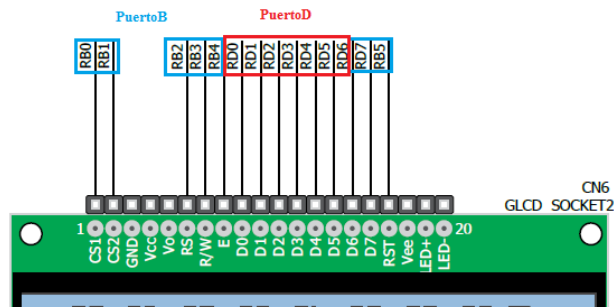 PuertoB PuertoD
RB0 RB1 RB2 RB3 RB4 RD0 RD1 RD2 RD3 RD4 RD5 RD6 RD7 RB5
CN6
GLCD SOCKET2
1 20
CS1 CS2 GND Vcc Vo RS R/W E D0 D1 D2 D3 D4 D5 D6 D7 RST Vee LED+ LED-